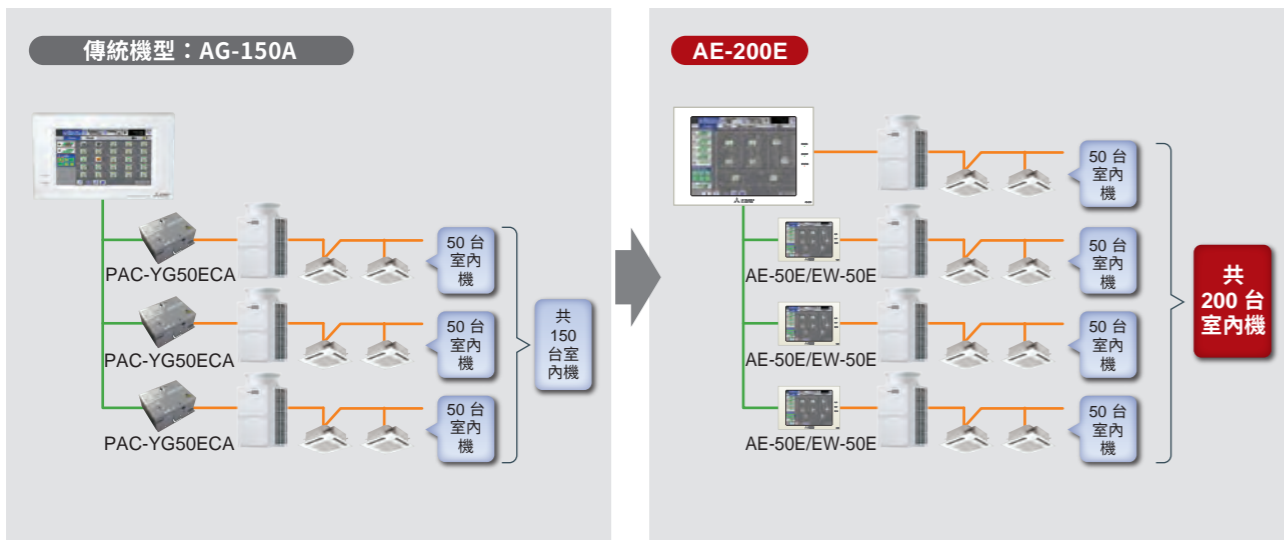 傳統機型：AG-150A
PAC-YG50ECA
50 台
室內
機
PAC-YG50ECA
50 台
室內
機
PAC-YG50ECA
50 台
室內
機
共
150
台室
內機
AE-200E
50 台
室內
機
AE-50E/EW-50E
50 台
室內
機
AE-50E/EW-50E
50 台
室內
機
AE-50E/EW-50E
50 台
室內
機
共
200 台
室內機